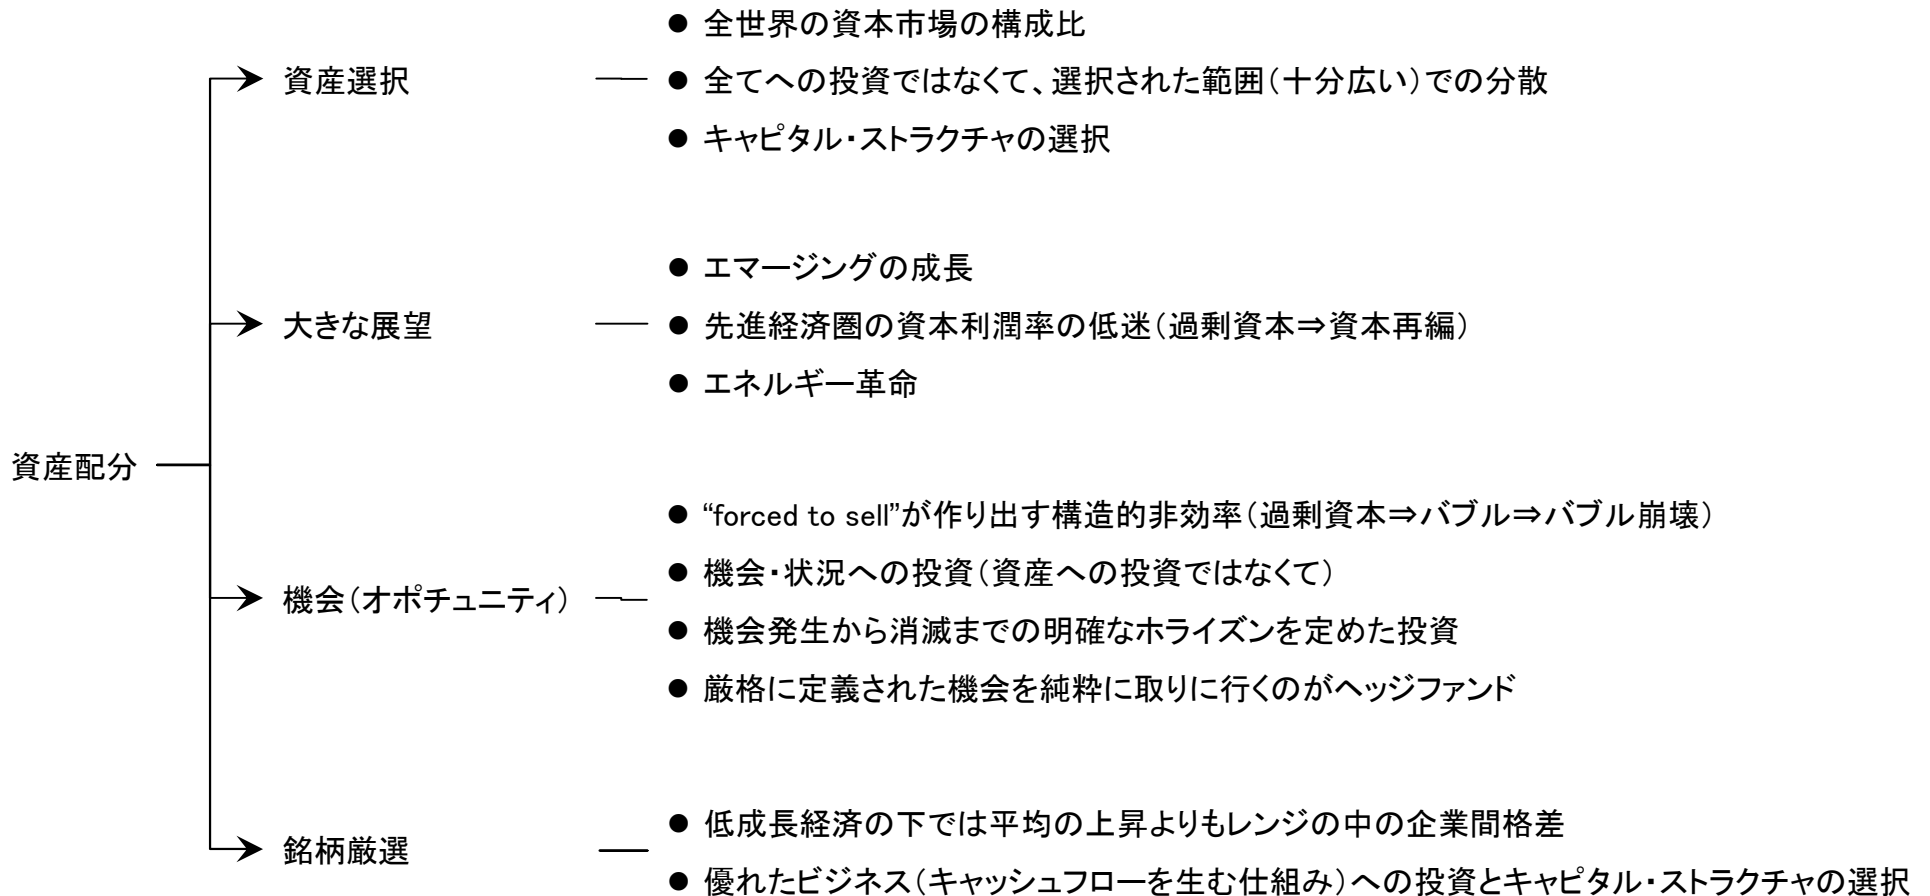 資産配分
資産選択
● 全世界の資本市場の構成比
● 全てへの投資ではなくて、選択された範囲（十分広い）での分散
● キャピタル・ストラクチャの選択
大きな展望
● エマージングの成長
● 先進経済圏の資本利潤率の低迷（過剰資本⇒資本再編）
● エネルギー革命
機会（オポチュニティ）
● “forced to sell”が作り出す構造的非効率（過剰資本⇒バブル⇒バブル崩壊）
● 機会・状況への投資（資産への投資ではなくて）
● 機会発生から消滅までの明確なホライズンを定めた投資
● 厳格に定義された機会を純粋に取りに行くのがヘッジファンド
銘柄厳選
● 低成長経済の下では平均の上昇よりもレンジの中の企業間格差
● 優れたビジネス（キャッシュフローを生む仕組み）への投資とキャピタル・ストラクチャの選択